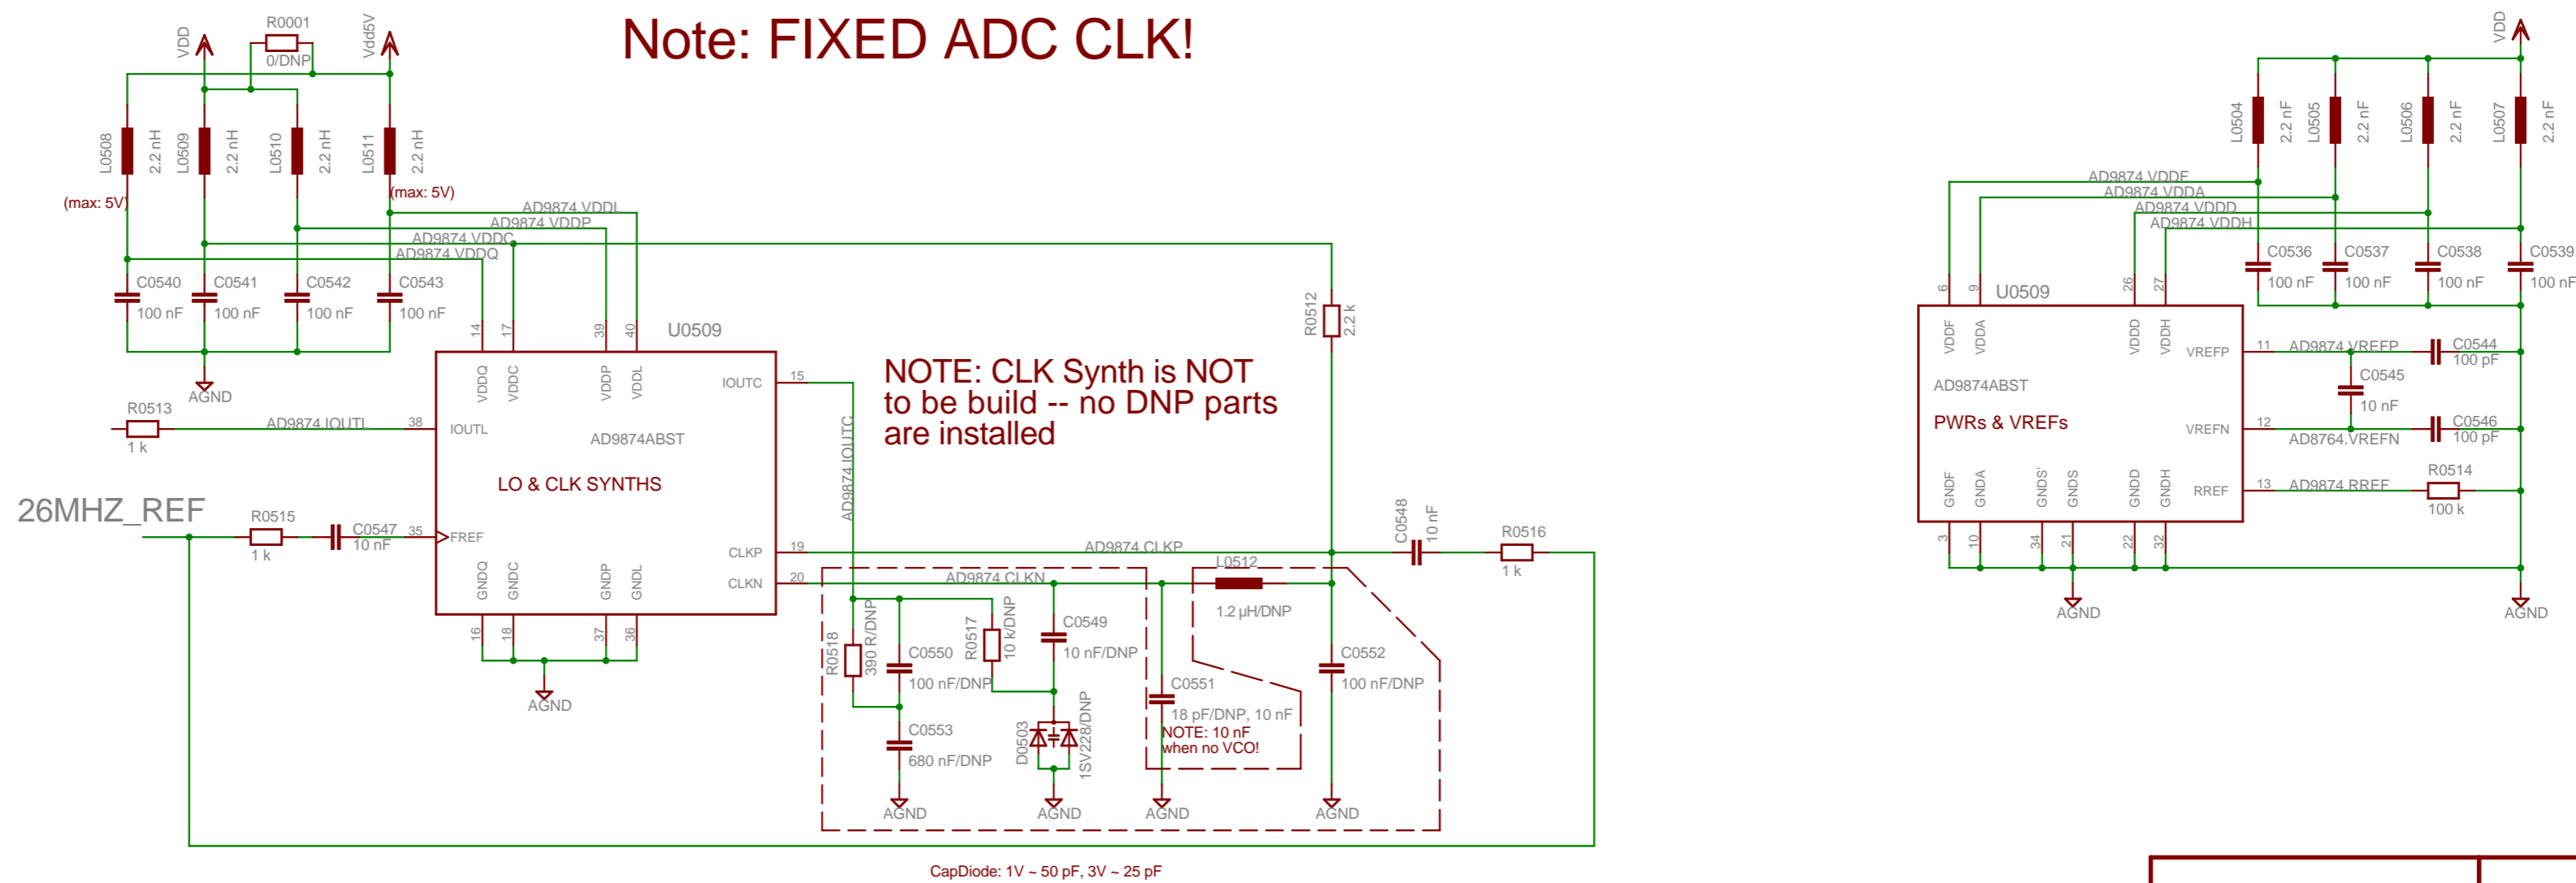 Note: FIXED ADC CLK!
VDD
R0001
0/DNP
Vdd5V
L0508
2.2 nH
L0509
2.2 nH
L0510
2.2 nH
L0511
2.2 nH
(max: 5V)
(max: 5V)
AD9874.VDDL
AD9874.VDDP
AD9874.VDDC
AD9874.VDDQ
C0540
100 nF
C0541
100 nF
C0542
100 nF
C0543
100 nF
AGND
14
17
39
40
U0509
VDDQ
VDDC
VDDP
VDDL
IOUTC
15
R0513
1 k
AD9874.IOUTL
38
IOUTL
AD9874ABST
LO & CLK SYNTHS
26MHZ_REF
R0515
1 k
C0547
10 nF
35
FREF
CLKP
19
CLKN
20
GNDQ
GNDC
GNDP
GNDL
16
18
37
36
AGND
AD9874.IOUTC
NOTE: CLK Synth is NOT
to be build -- no DNP parts
are installed
R0512
2.2 k
AD9874.CLKP
AD9874.CLKN
C0548
10 nF
R0516
1 k
L0512
1.2 µH/DNP
R0518
390 R/DNP
C0550
100 nF/DNP
R0517
10 k/DNP
C0549
10 nF/DNP
C0553
680 nF/DNP
D0503
1SV228/DNP
C0551
18 pF/DNP, 10 nF
NOTE: 10 nF
when no VCO!
C0552
100 nF/DNP
AGND
AGND
AGND
AGND
CapDiode: 1V ~ 50 pF, 3V ~ 25 pF
VDD
L0504
2.2 nF
L0505
2.2 nF
L0506
2.2 nF
L0507
2.2 nF
AD9874.VDDF
AD9874.VDDA
AD9874.VDDD
AD9874.VDDH
C0536
100 nF
C0537
100 nF
C0538
100 nF
C0539
100 nF
6
9
26
27
U0509
VDDF
VDDA
VDDD
VDDH
AD9874ABST
PWRs & VREFs
VREFP
11
AD9874.VREFP
C0544
100 pF
C0545
10 nF
VREFN
12
AD8764.VREFN
C0546
100 pF
RREF
13
AD9874.RREF
R0514
100 k
GNDF
GNDA
GNDS'
GNDS
GNDD
GNDH
3
10
34
21
22
32
AGND
AGND